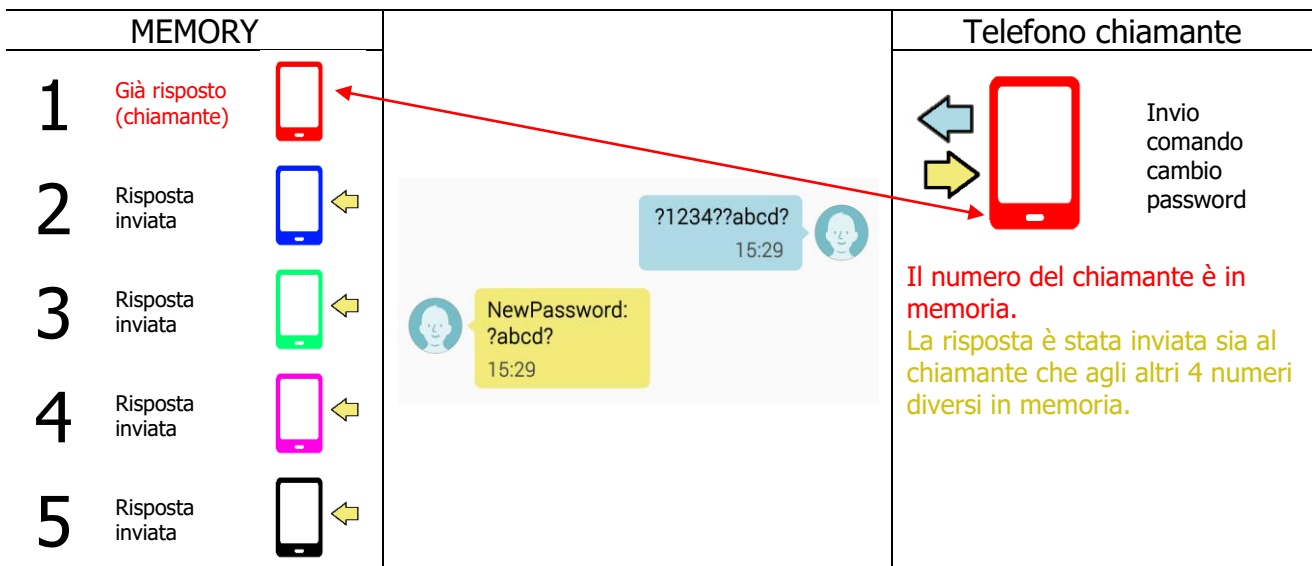 MEMORY
1
Già risposto
(chiamante)
2
Risposta
inviata
3
Risposta
inviata
4
Risposta
inviata
5
Risposta
inviata
?1234??abcd?
15:29
NewPassword:
?abcd?
15:29
Telefono chiamante
Invio
comando
cambio
password
Il numero del chiamante è in
memoria.
La risposta è stata inviata sia al
chiamante che agli altri 4 numeri
diversi in memoria.